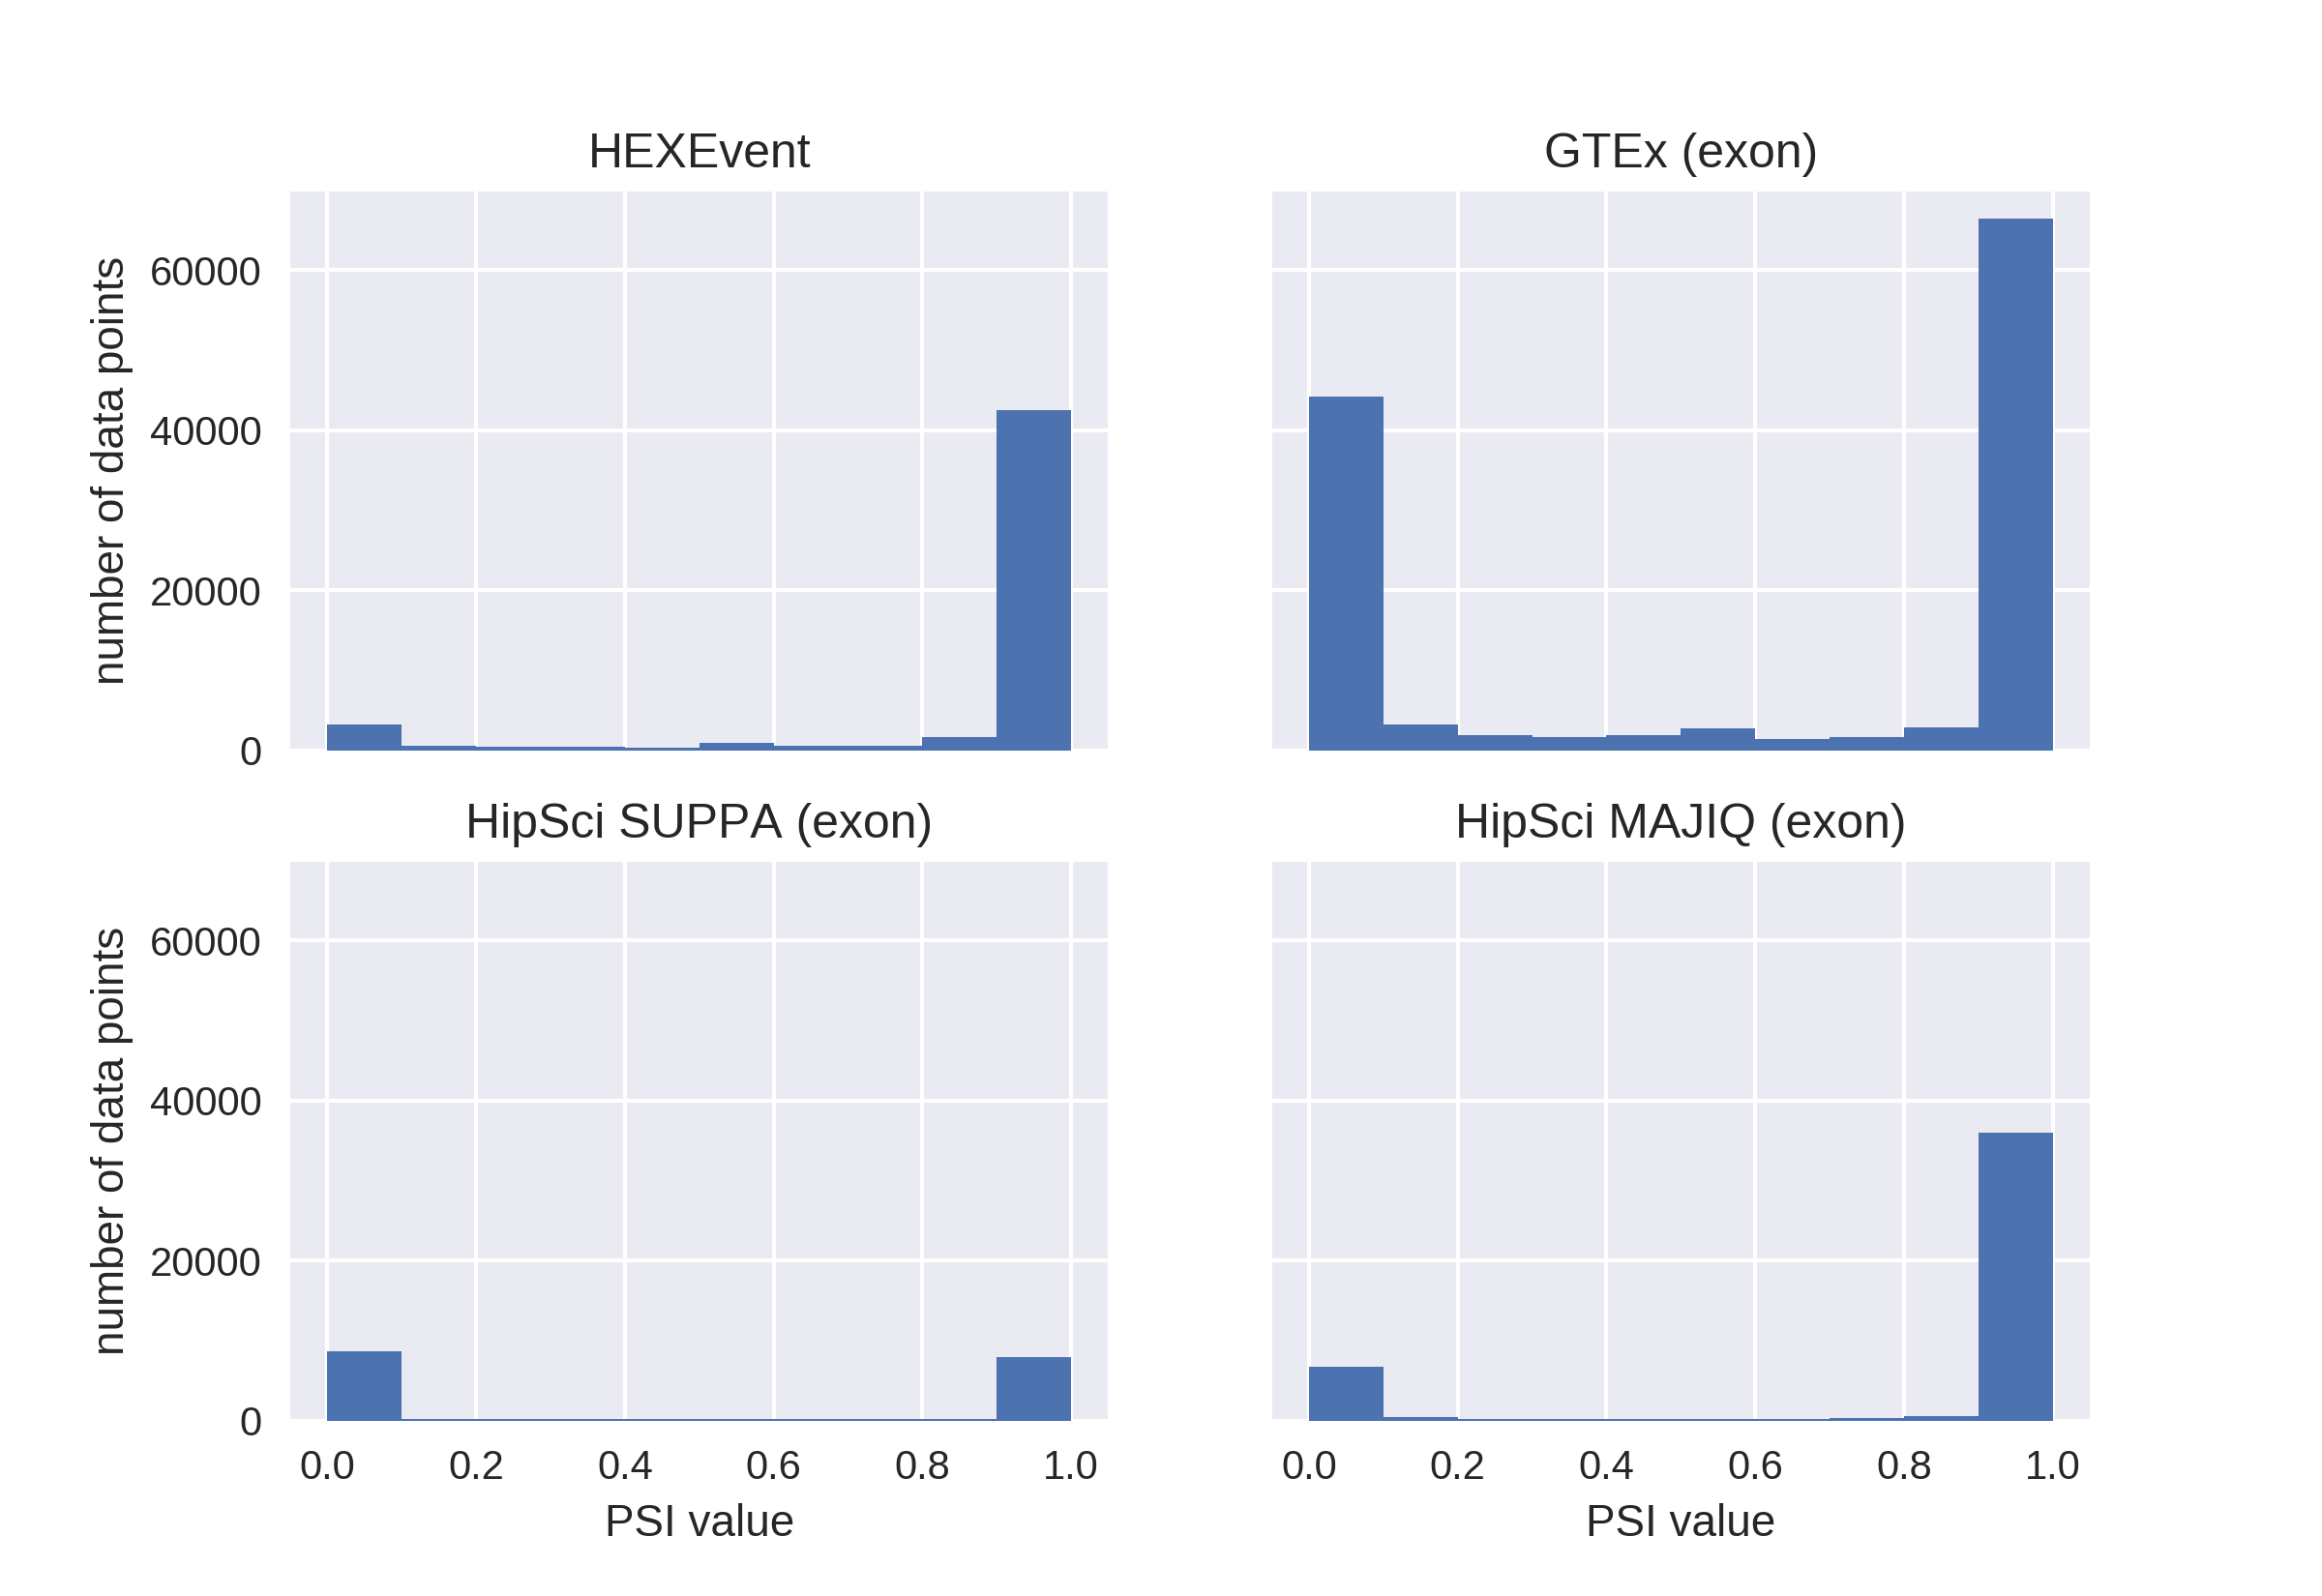 HEXEvent
GTEx (exon)
number of data points
60000
40000
20000
0
HipSci SUPPA (exon)
HipSci MAJIQ (exon)
number of data points
60000
40000
20000
0
0.0 0.2 0.4 0.6 0.8 1.0
0.0 0.2 0.4 0.6 0.8 1.0
PSI value
PSI value